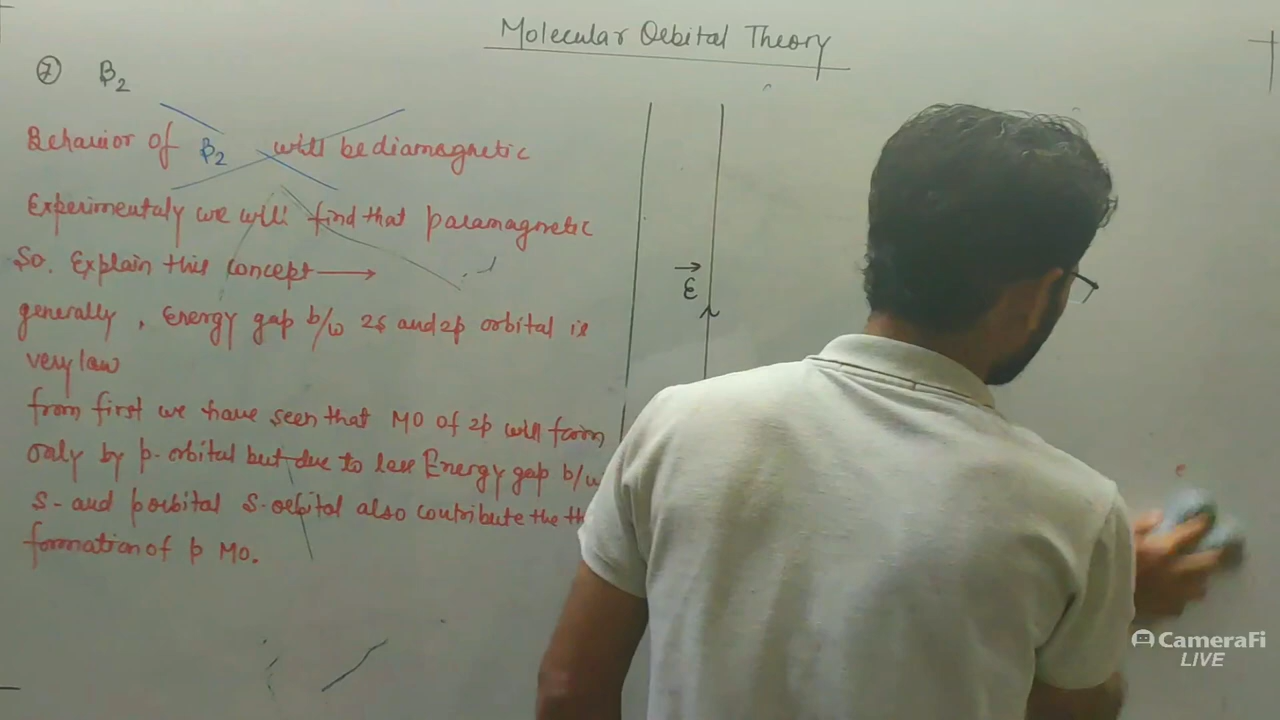 Molecular Orbital Theory
⑦ B2
Behavior of B2 will be diamagnetic
Experimentaly we will find that paramagnetic
So. Explain this concept ⟶
generally, Energy gap b/w 2s and 2p orbital is
very law
from first we have seen that MO of 2p will form
only by p-orbital but due to less Energy gap b/w
S- and p orbital S-orbital also contribute the th
formation of p MO.
E
CameraFi
LIVE